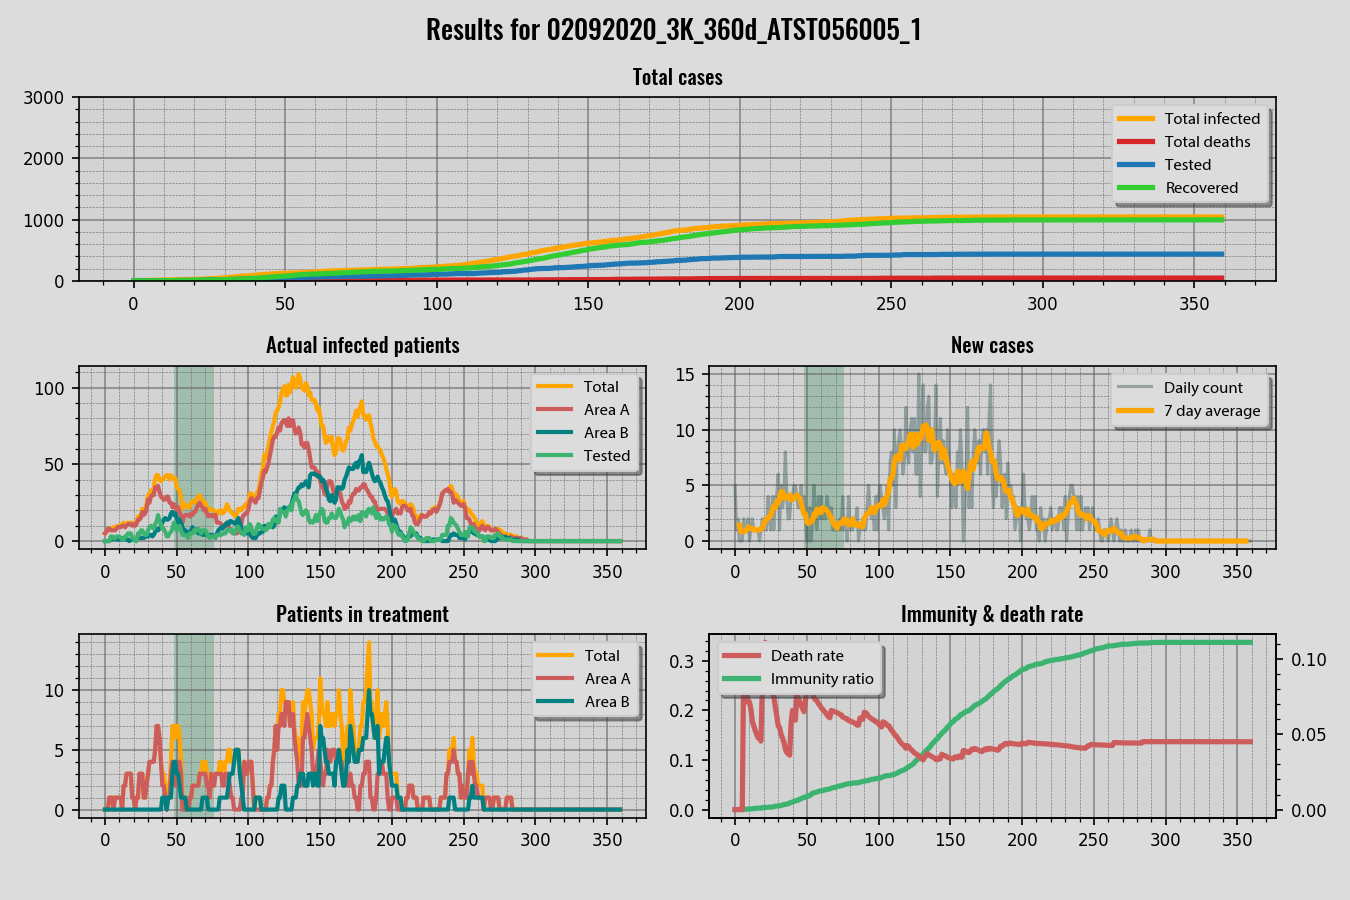 Results for 02092020_3K_360d_ATST056005_1
Total cases
3000
2000
1000
0
Total infected
Total deaths
Tested
Recovered
0 50 100 150 200 250 300 350
Actual infected patients
100
50
0
Total
Area A
Area B
Tested
0 50 100 150 200 250 300 350
New cases
15
10
5
0
Daily count
7 day average
0 50 100 150 200 250 300 350
Patients in treatment
10
5
0
Total
Area A
Area B
0 50 100 150 200 250 300 350
Immunity & death rate
0.3
0.2
0.1
0.0
Death rate
Immunity ratio
0.10
0.05
0.00
0 50 100 150 200 250 300 350